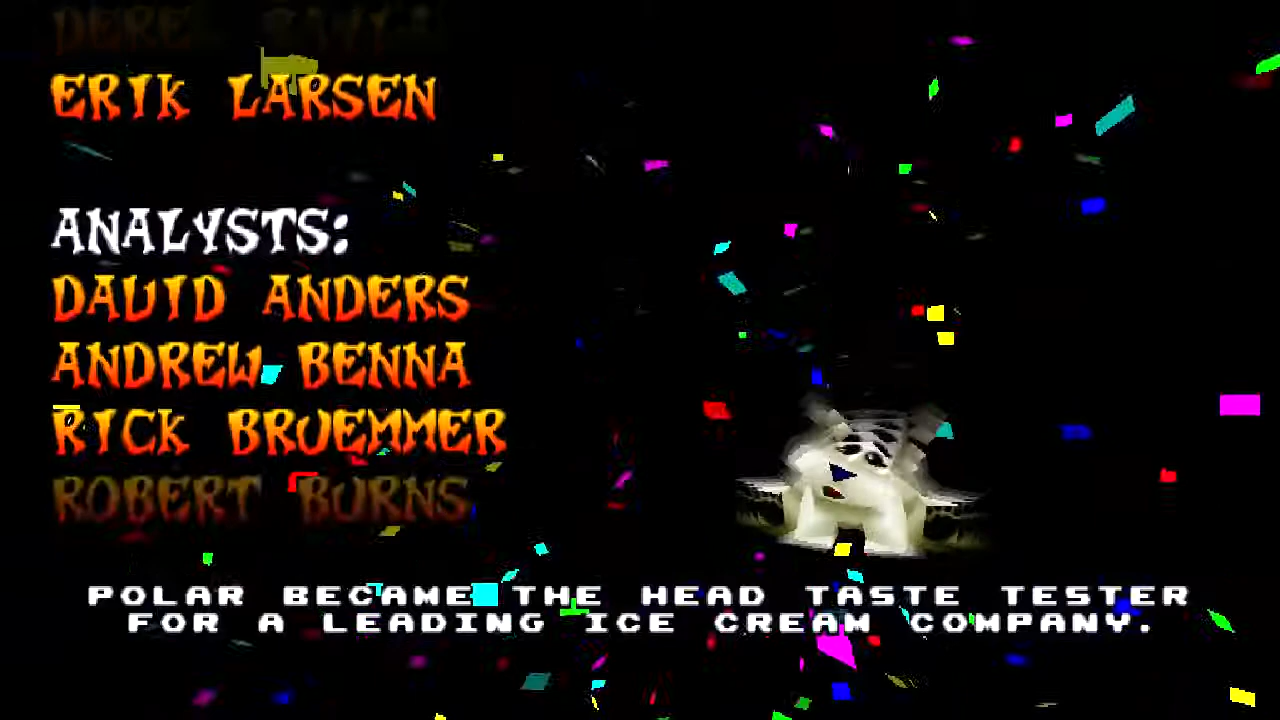 ERIK LARSEN
ANALYSTS:
DAVID ANDERS
ANDREW BENNA
RICK BRUEMMER
ROBERT BURNS
POLAR BECAME THE HEAD TASTE TESTER
FOR A LEADING ICE CREAM COMPANY.